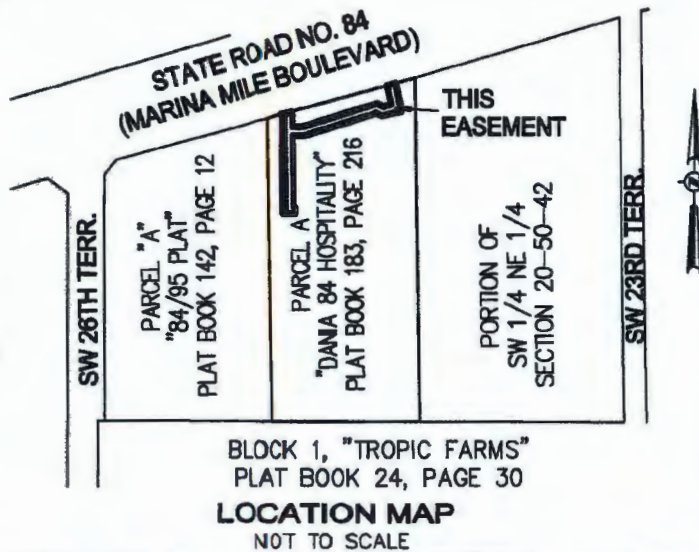 STATE ROAD NO. 84
(MARINA MILE BOULEVARD)
THIS
EASEMENT
SW 26TH TERR.
PARCEL "A"
"84/95 PLAT"
PLAT BOOK 142, PAGE 12
PARCEL A
"DANIA 84 HOSPITALITY"
PLAT BOOK 183, PAGE 216
PORTION OF
SW 1/4 NE 1/4
SECTION 20-50-42
SW 23RD TERR.
BLOCK 1, "TROPIC FARMS"
PLAT BOOK 24, PAGE 30
LOCATION MAP
NOT TO SCALE